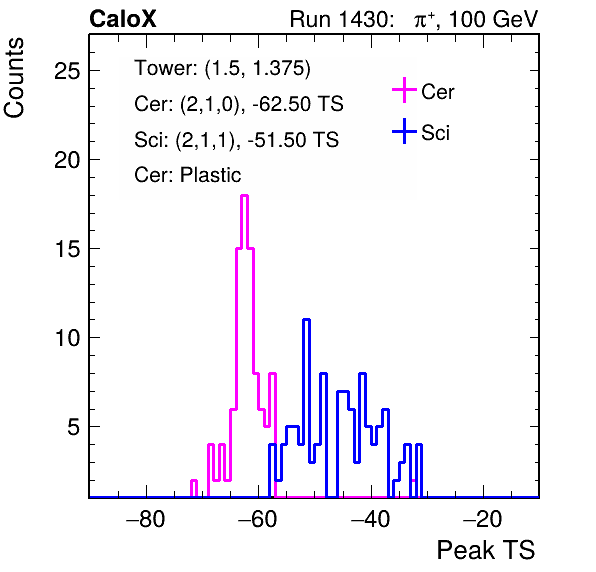 CaloX Run 1430: π⁺, 100 GeV
Counts
Tower: (1.5, 1.375)
Cer: (2,1,0), -62.50 TS
Sci: (2,1,1), -51.50 TS
Cer: Plastic
Cer
Sci
25
20
15
10
5
−80 −60 −40 −20
Peak TS